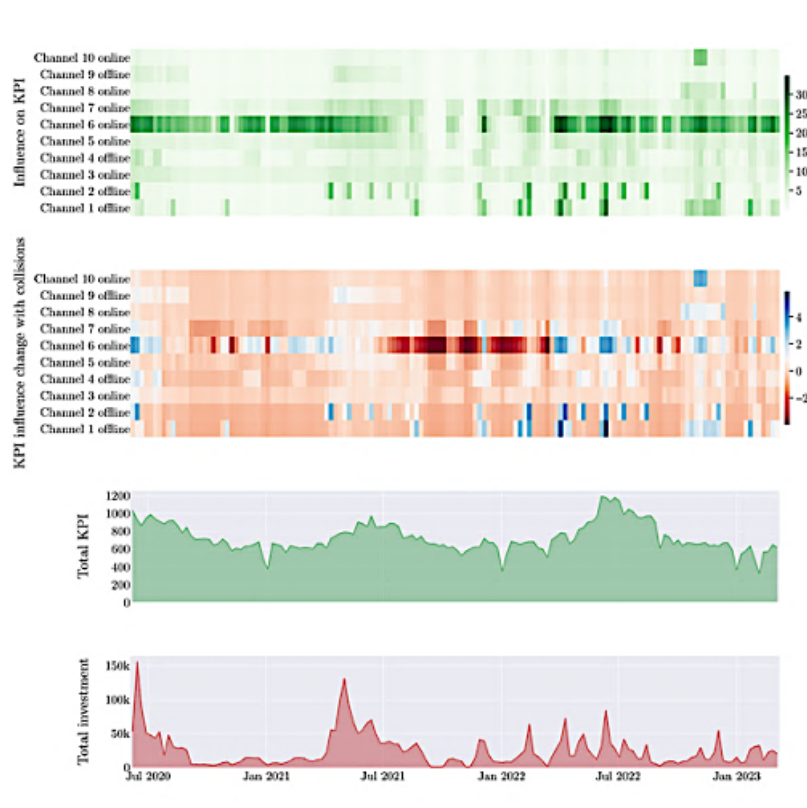 Influence on KPI
Channel 10 online
Channel 9 offline
Channel 8 online
Channel 7 online
Channel 6 online
Channel 5 online
Channel 4 offline
Channel 3 online
Channel 2 offline
Channel 1 offline
30
25
20
15
10
5
KPI influence change with collisions
Channel 10 online
Channel 9 offline
Channel 8 online
Channel 7 online
Channel 6 online
Channel 5 online
Channel 4 offline
Channel 3 online
Channel 2 offline
Channel 1 offline
4
2
0
−2
Total KPI
1200
1000
800
600
400
200
0
Total investment
150k
100k
50k
0
Jul 2020 Jan 2021 Jul 2021 Jan 2022 Jul 2022 Jan 2023